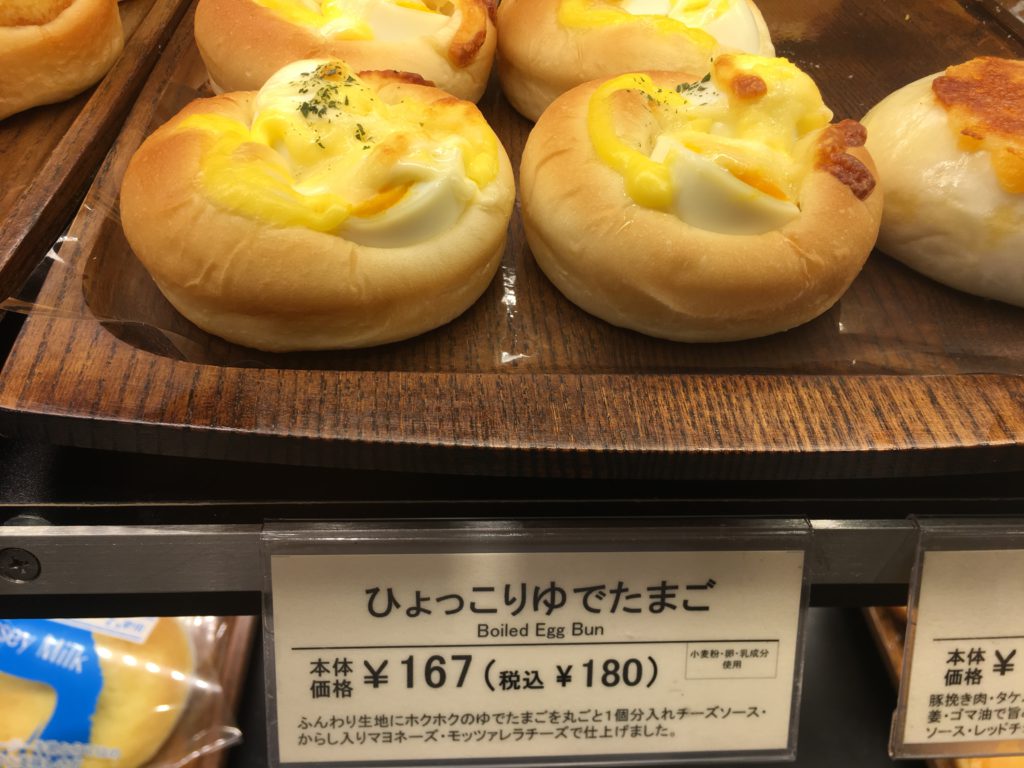 ひょっこりゆでたまご
Boiled Egg Bun
本体価格 ¥167(税込 ¥180)
小麦粉・卵・乳成分
使用
ふんわり生地にホクホクのゆでたまごを丸ごと1個分入れチーズソース・
からし入りマヨネーズ・モッツァレラチーズで仕上げました。
本体価格 ¥
豚挽き肉・タケ
姜・ゴマ油で旨
ソース・レッドチ
sey Milk